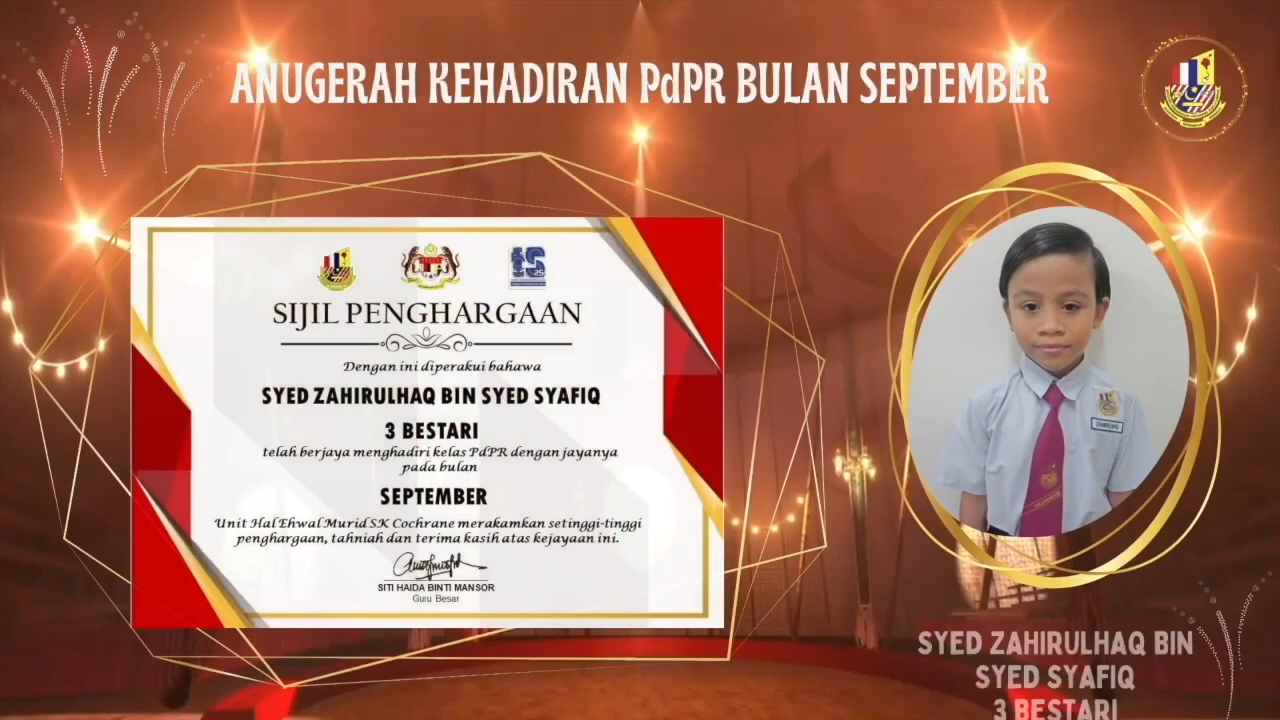 ANUGERAH KEHADIRAN PdPR BULAN SEPTEMBER
SIJIL PENGHARGAAN
Dengan ini diperakui bahawa
SYED ZAHIRULHAQ BIN SYED SYAFIQ
3 BESTARI
telah berjaya menghadiri kelas PdPR dengan jayanya
pada bulan
SEPTEMBER
Unit Hal Ehwal Murid SK Cochrane merakamkan setinggi-tinggi
penghargaan, tahniah dan terima kasih atas kejayaan ini.
SITI HAIDA BINTI MANSOR
Guru Besar
ZAHIRULHAQ
SYED ZAHIRULHAQ BIN
SYED SYAFIQ
3 BESTARI